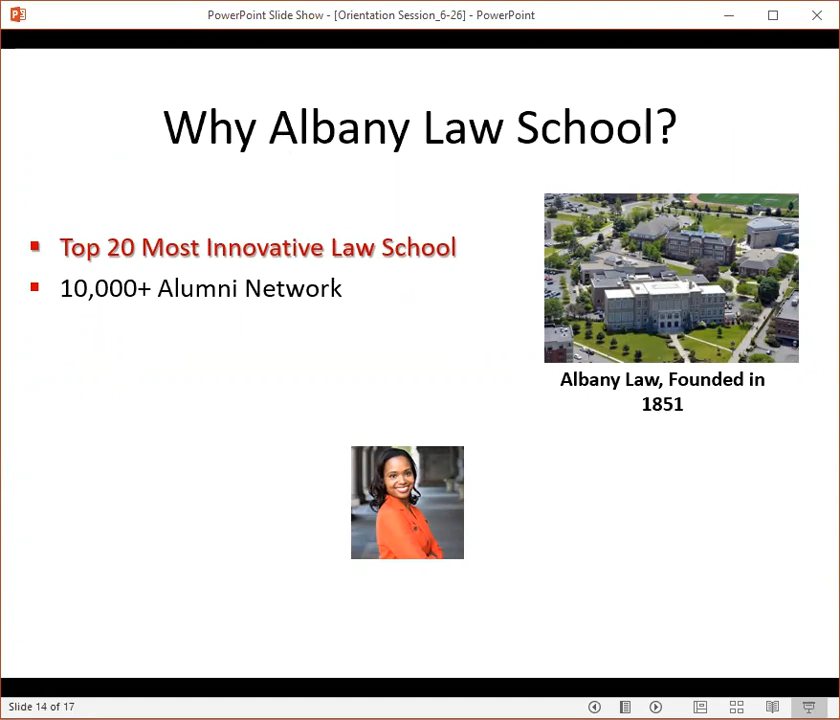 PowerPoint Slide Show - [Orientation Session_6-26] - PowerPoint
Why Albany Law School?
Top 20 Most Innovative Law School
10,000+ Alumni Network
Albany Law, Founded in
1851
Slide 14 of 17